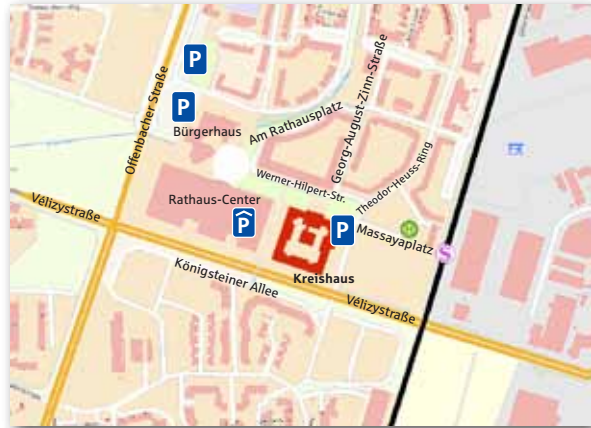 P
P
Bürgerhaus
Offenbacher Straße
Am Rathausplatz
Georg-August-Zinn-Straße
Werner-Hilpert-Str.
Theodor-Heuss-Ring
Vélizystraße
Rathaus-Center
P
P
Massayaplatz
H
S
Königsteiner Allee
Kreishaus
Vélizystraße